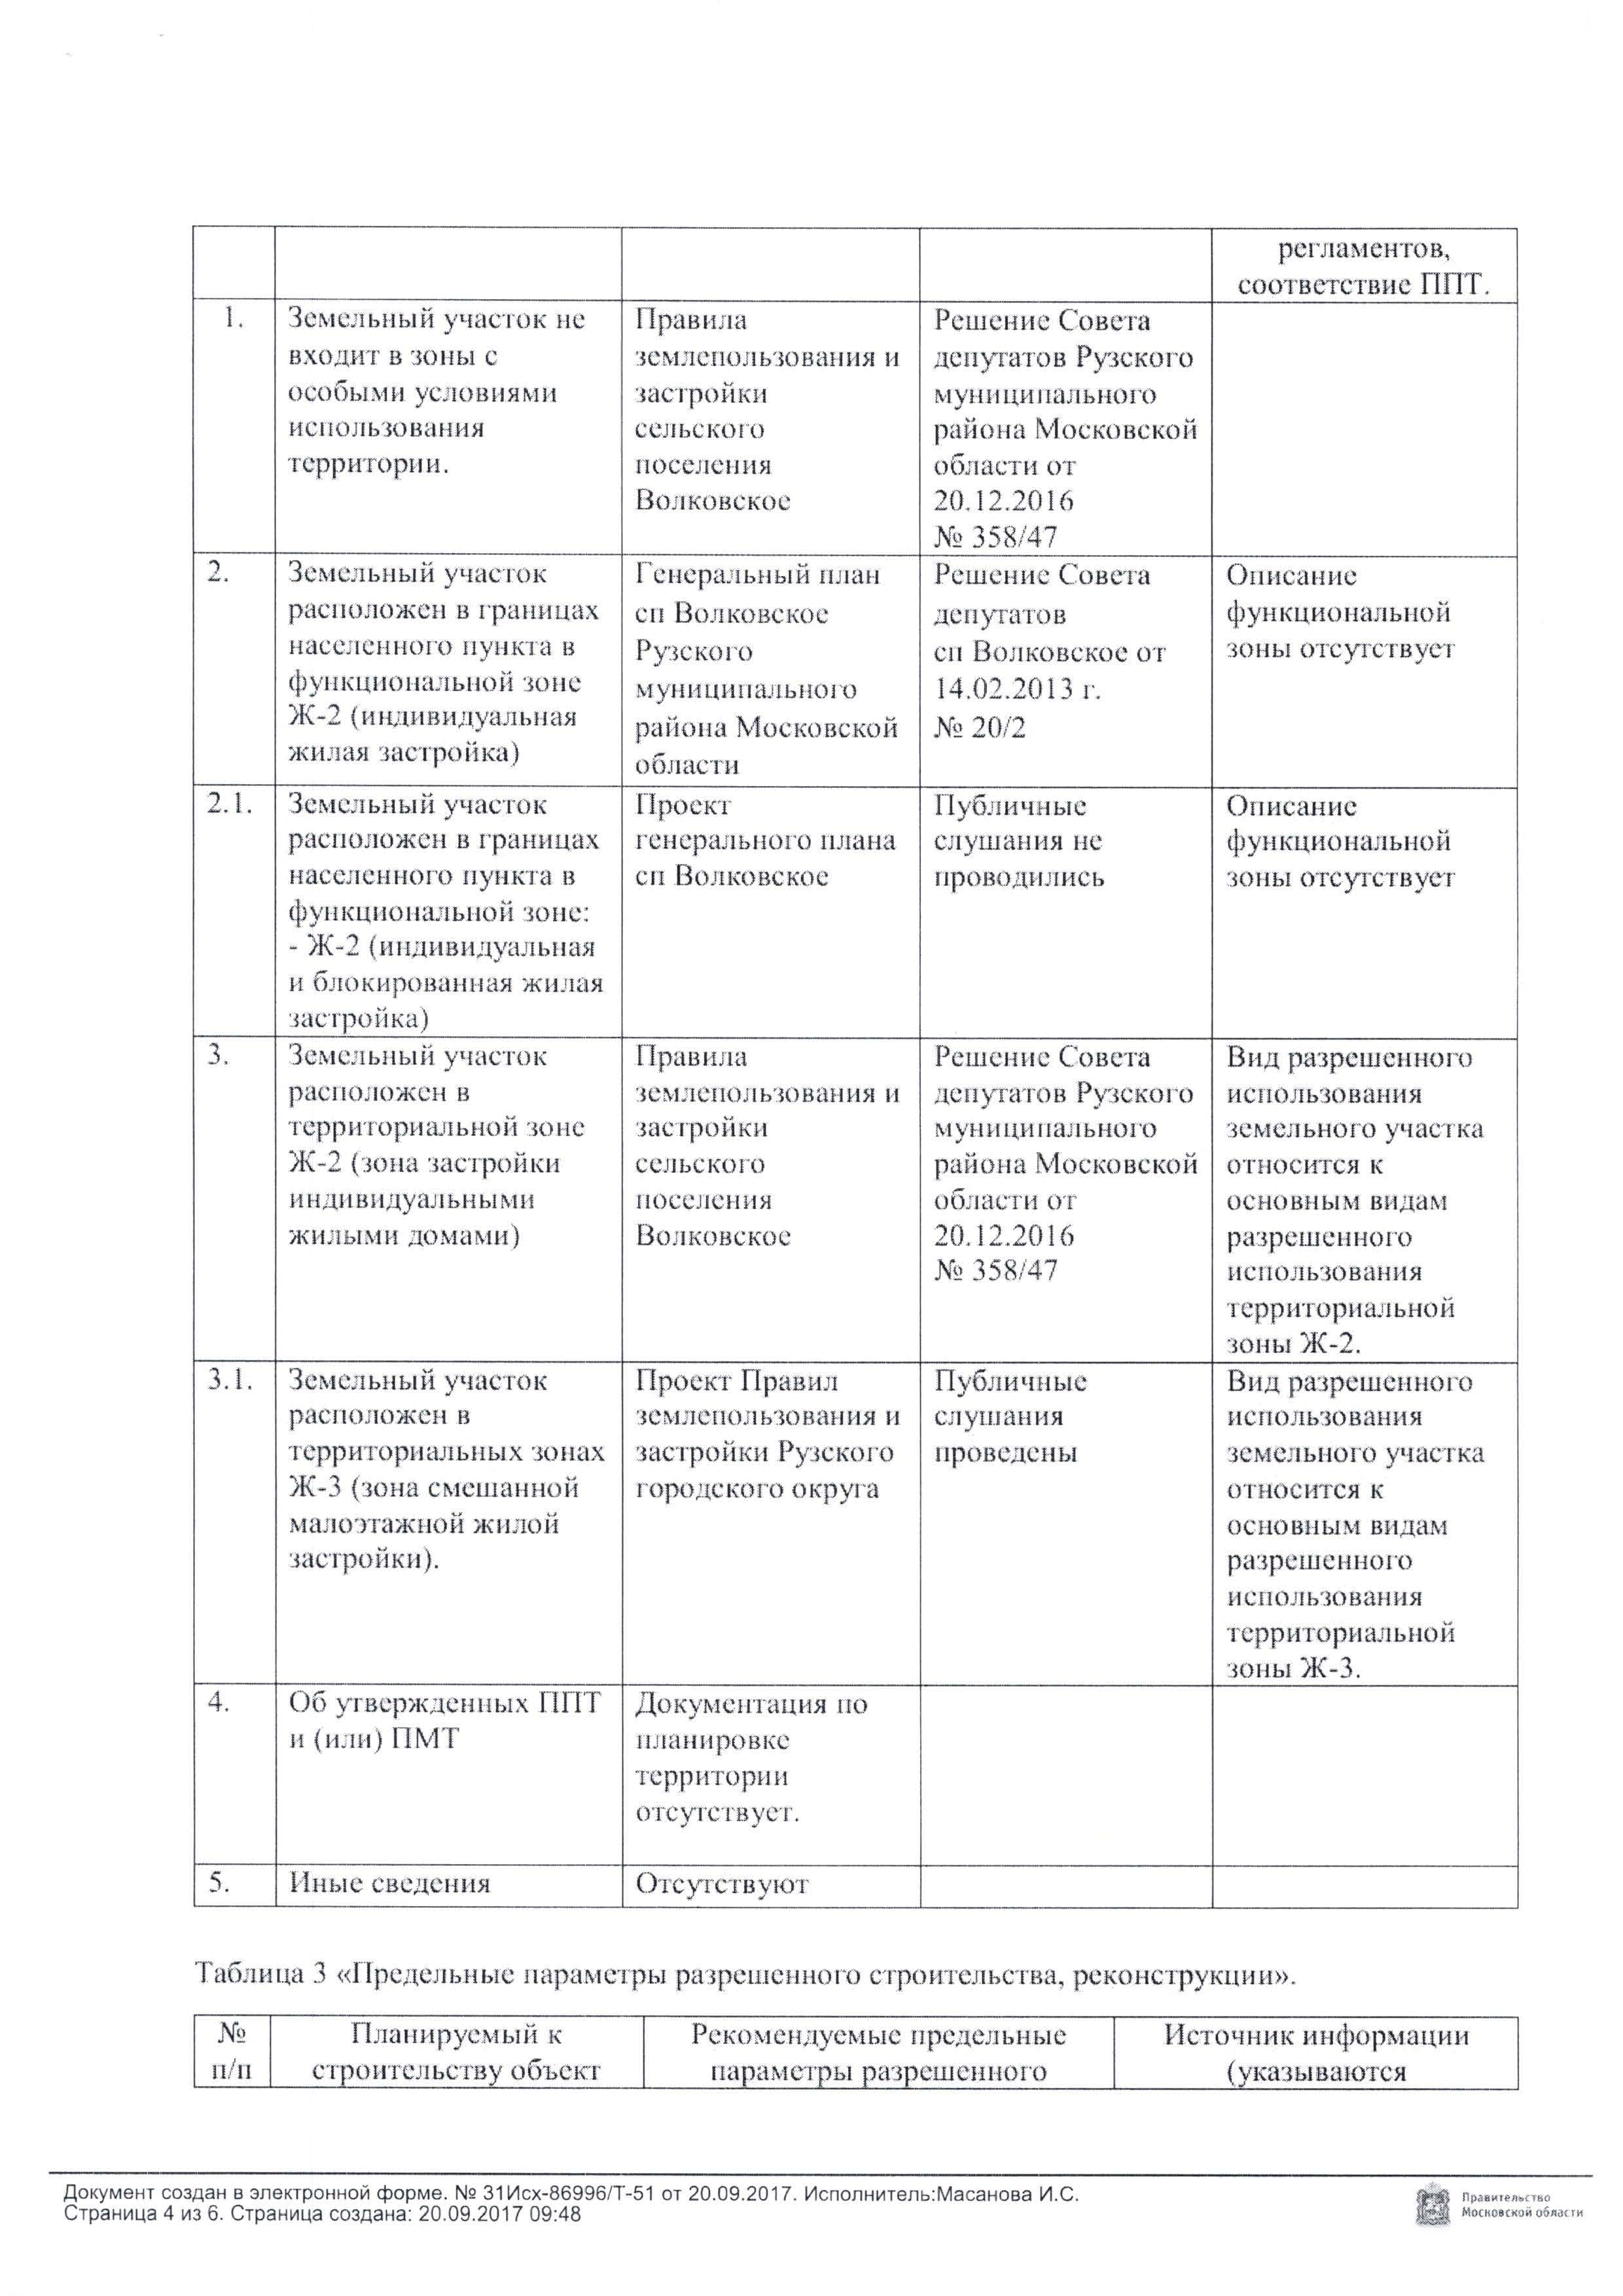 регламентов,
соответствие ППТ.
1.
Земельный участок не
входит в зоны с
особыми условиями
использования
территории.
Правила
землепользования и
застройки
сельского
поселения
Волковское
Решение Совета
депутатов Рузского
муниципального
района Московской
области от
20.12.2016
№ 358/47
2.
Земельный участок
расположен в границах
населенного пункта в
функциональной зоне
Ж-2 (индивидуальная
жилая застройка)
Генеральный план
сп Волковское
Рузского
муниципального
района Московской
области
Решение Совета
депутатов
сп Волковское от
14.02.2013 г.
№ 20/2
Описание
функциональной
зоны отсутствует
2.1.
Земельный участок
расположен в границах
населенного пункта в
функциональной зоне:
- Ж-2 (индивидуальная
и блокированная жилая
застройка)
Проект
генерального плана
сп Волковское
Публичные
слушания не
проводились
Описание
функциональной
зоны отсутствует
3.
Земельный участок
расположен в
территориальной зоне
Ж-2 (зона застройки
индивидуальными
жилыми домами)
Правила
землепользования и
застройки
сельского
поселения
Волковское
Решение Совета
депутатов Рузского
муниципального
района Московской
области от
20.12.2016
№ 358/47
Вид разрешенного
использования
земельного участка
относится к
основным видам
разрешенного
использования
территориальной
зоны Ж-2.
3.1.
Земельный участок
расположен в
территориальных зонах
Ж-3 (зона смешанной
малоэтажной жилой
застройки).
Проект Правил
землепользования и
застройки Рузского
городского округа
Публичные
слушания
проведены
Вид разрешенного
использования
земельного участка
относится к
основным видам
разрешенного
использования
территориальной
зоны Ж-3.
4.
Об утвержденных ППТ
и (или) ПМТ
Документация по
планировке
территории
отсутствует.
5.
Иные сведения
Отсутствуют
Таблица 3 «Предельные параметры разрешенного строительства, реконструкции».
№
п/п
Планируемый к
строительству объект
Рекомендуемые предельные
параметры разрешенного
Источник информации
(указываются
Документ создан в электронной форме. № 31Исх-86996/Т-51 от 20.09.2017. Исполнитель:Масанова И.С.
Страница 4 из 6. Страница создана: 20.09.2017 09:48
Правительство
Московской области